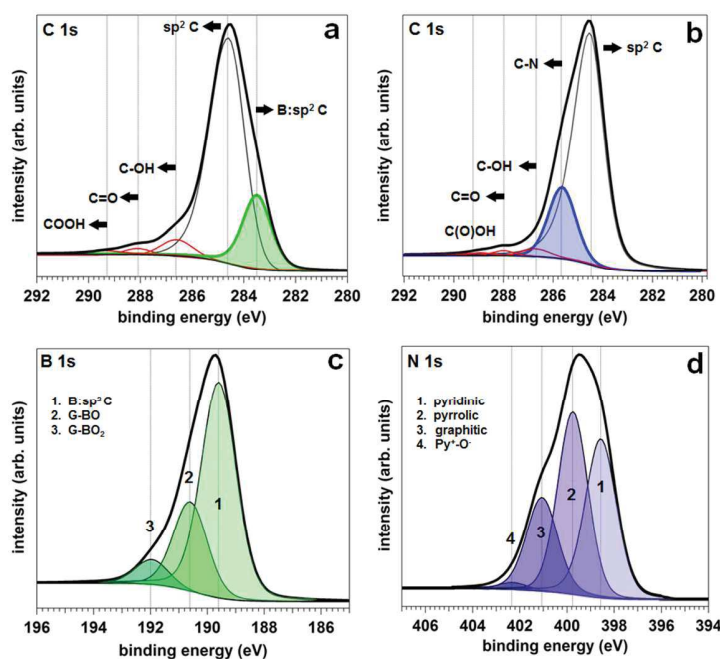 C 1s
sp² C
a
B:sp² C
C-OH
C=O
COOH
intensity (arb. units)
292 290 288 286 284 282 280
binding energy (eV)
C 1s
b
sp² C
C-N
C-OH
C=O
C(O)OH
intensity (arb. units)
292 290 288 286 284 282 280
binding energy (eV)
B 1s
c
1. B:sp² C
2. G-BO
3. G-BO₂
1
2
3
intensity (arb. units)
196 194 192 190 188 186
binding energy (eV)
N 1s
d
1. pyridinic
2. pyrrolic
3. graphitic
4. Py⁺-O⁻
1
2
3
4
intensity (arb. units)
406 404 402 400 398 396 394
binding energy (eV)